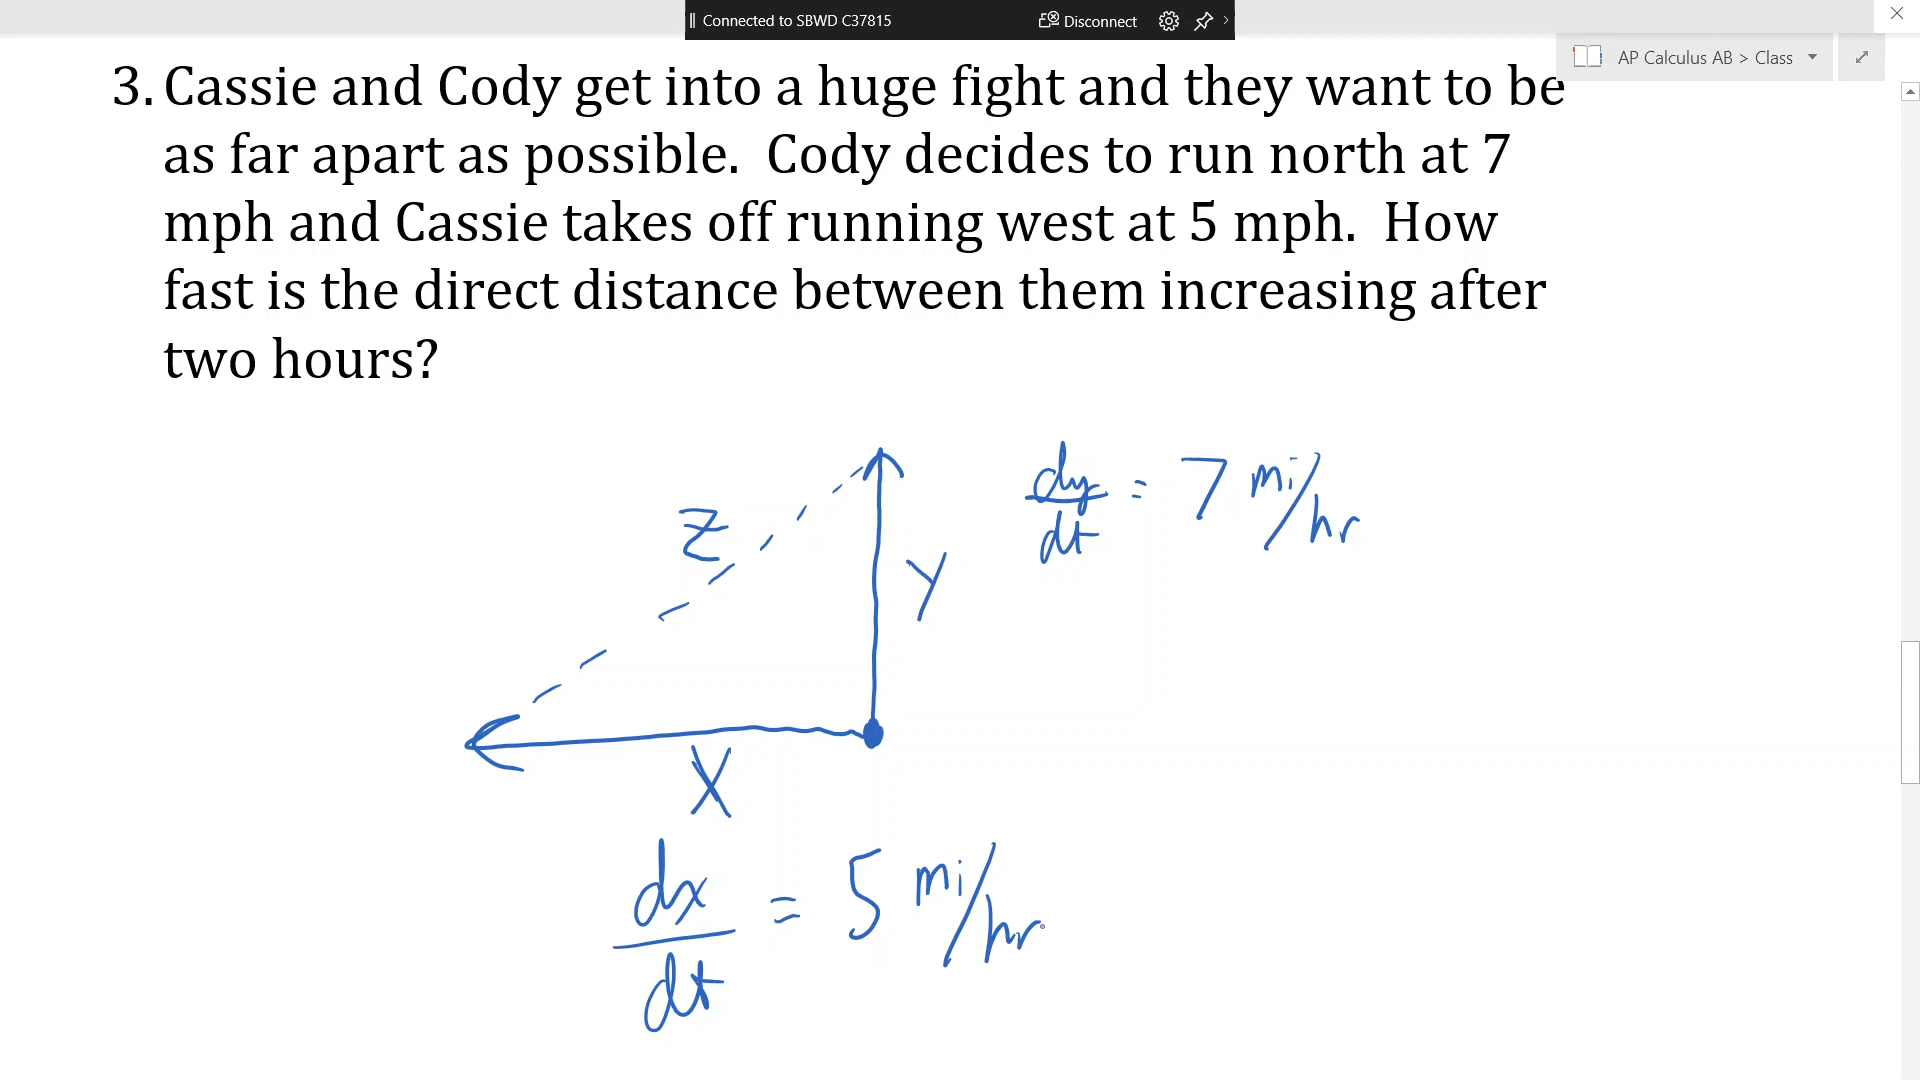 Connected to SBWD C37815 Disconnect
AP Calculus AB > Class
3. Cassie and Cody get into a huge fight and they want to be
as far apart as possible. Cody decides to run north at 7
mph and Cassie takes off running west at 5 mph. How
fast is the direct distance between them increasing after
two hours?
dy/dt = 7 mi/hr
z
y
x
dx/dt = 5 mi/hr